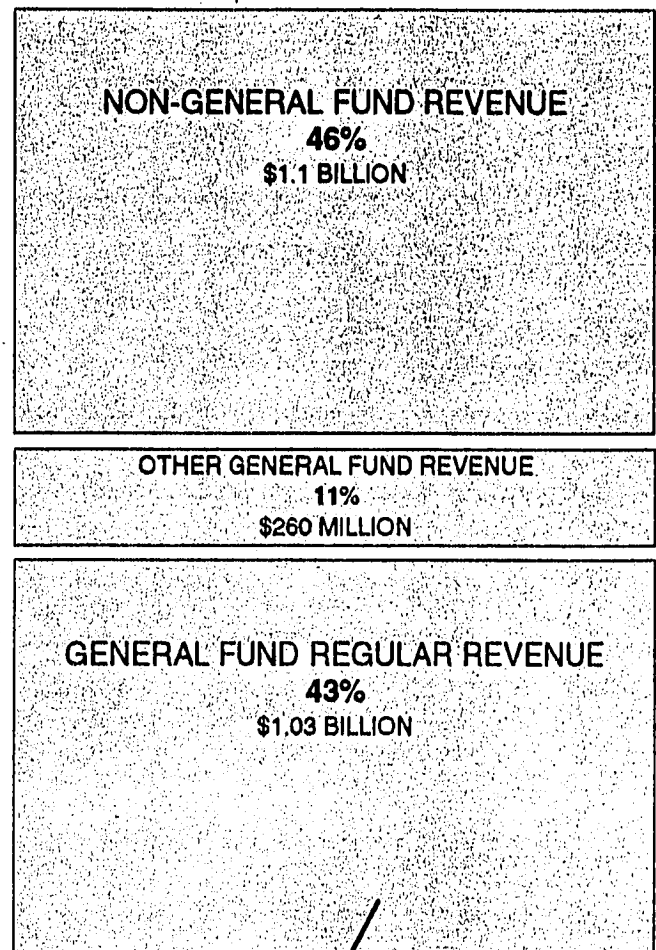 NON-GENERAL FUND REVENUE
46%
$1.1 BILLION
OTHER GENERAL FUND REVENUE
11%
$260 MILLION
GENERAL FUND REGULAR REVENUE
43%
$1.03 BILLION